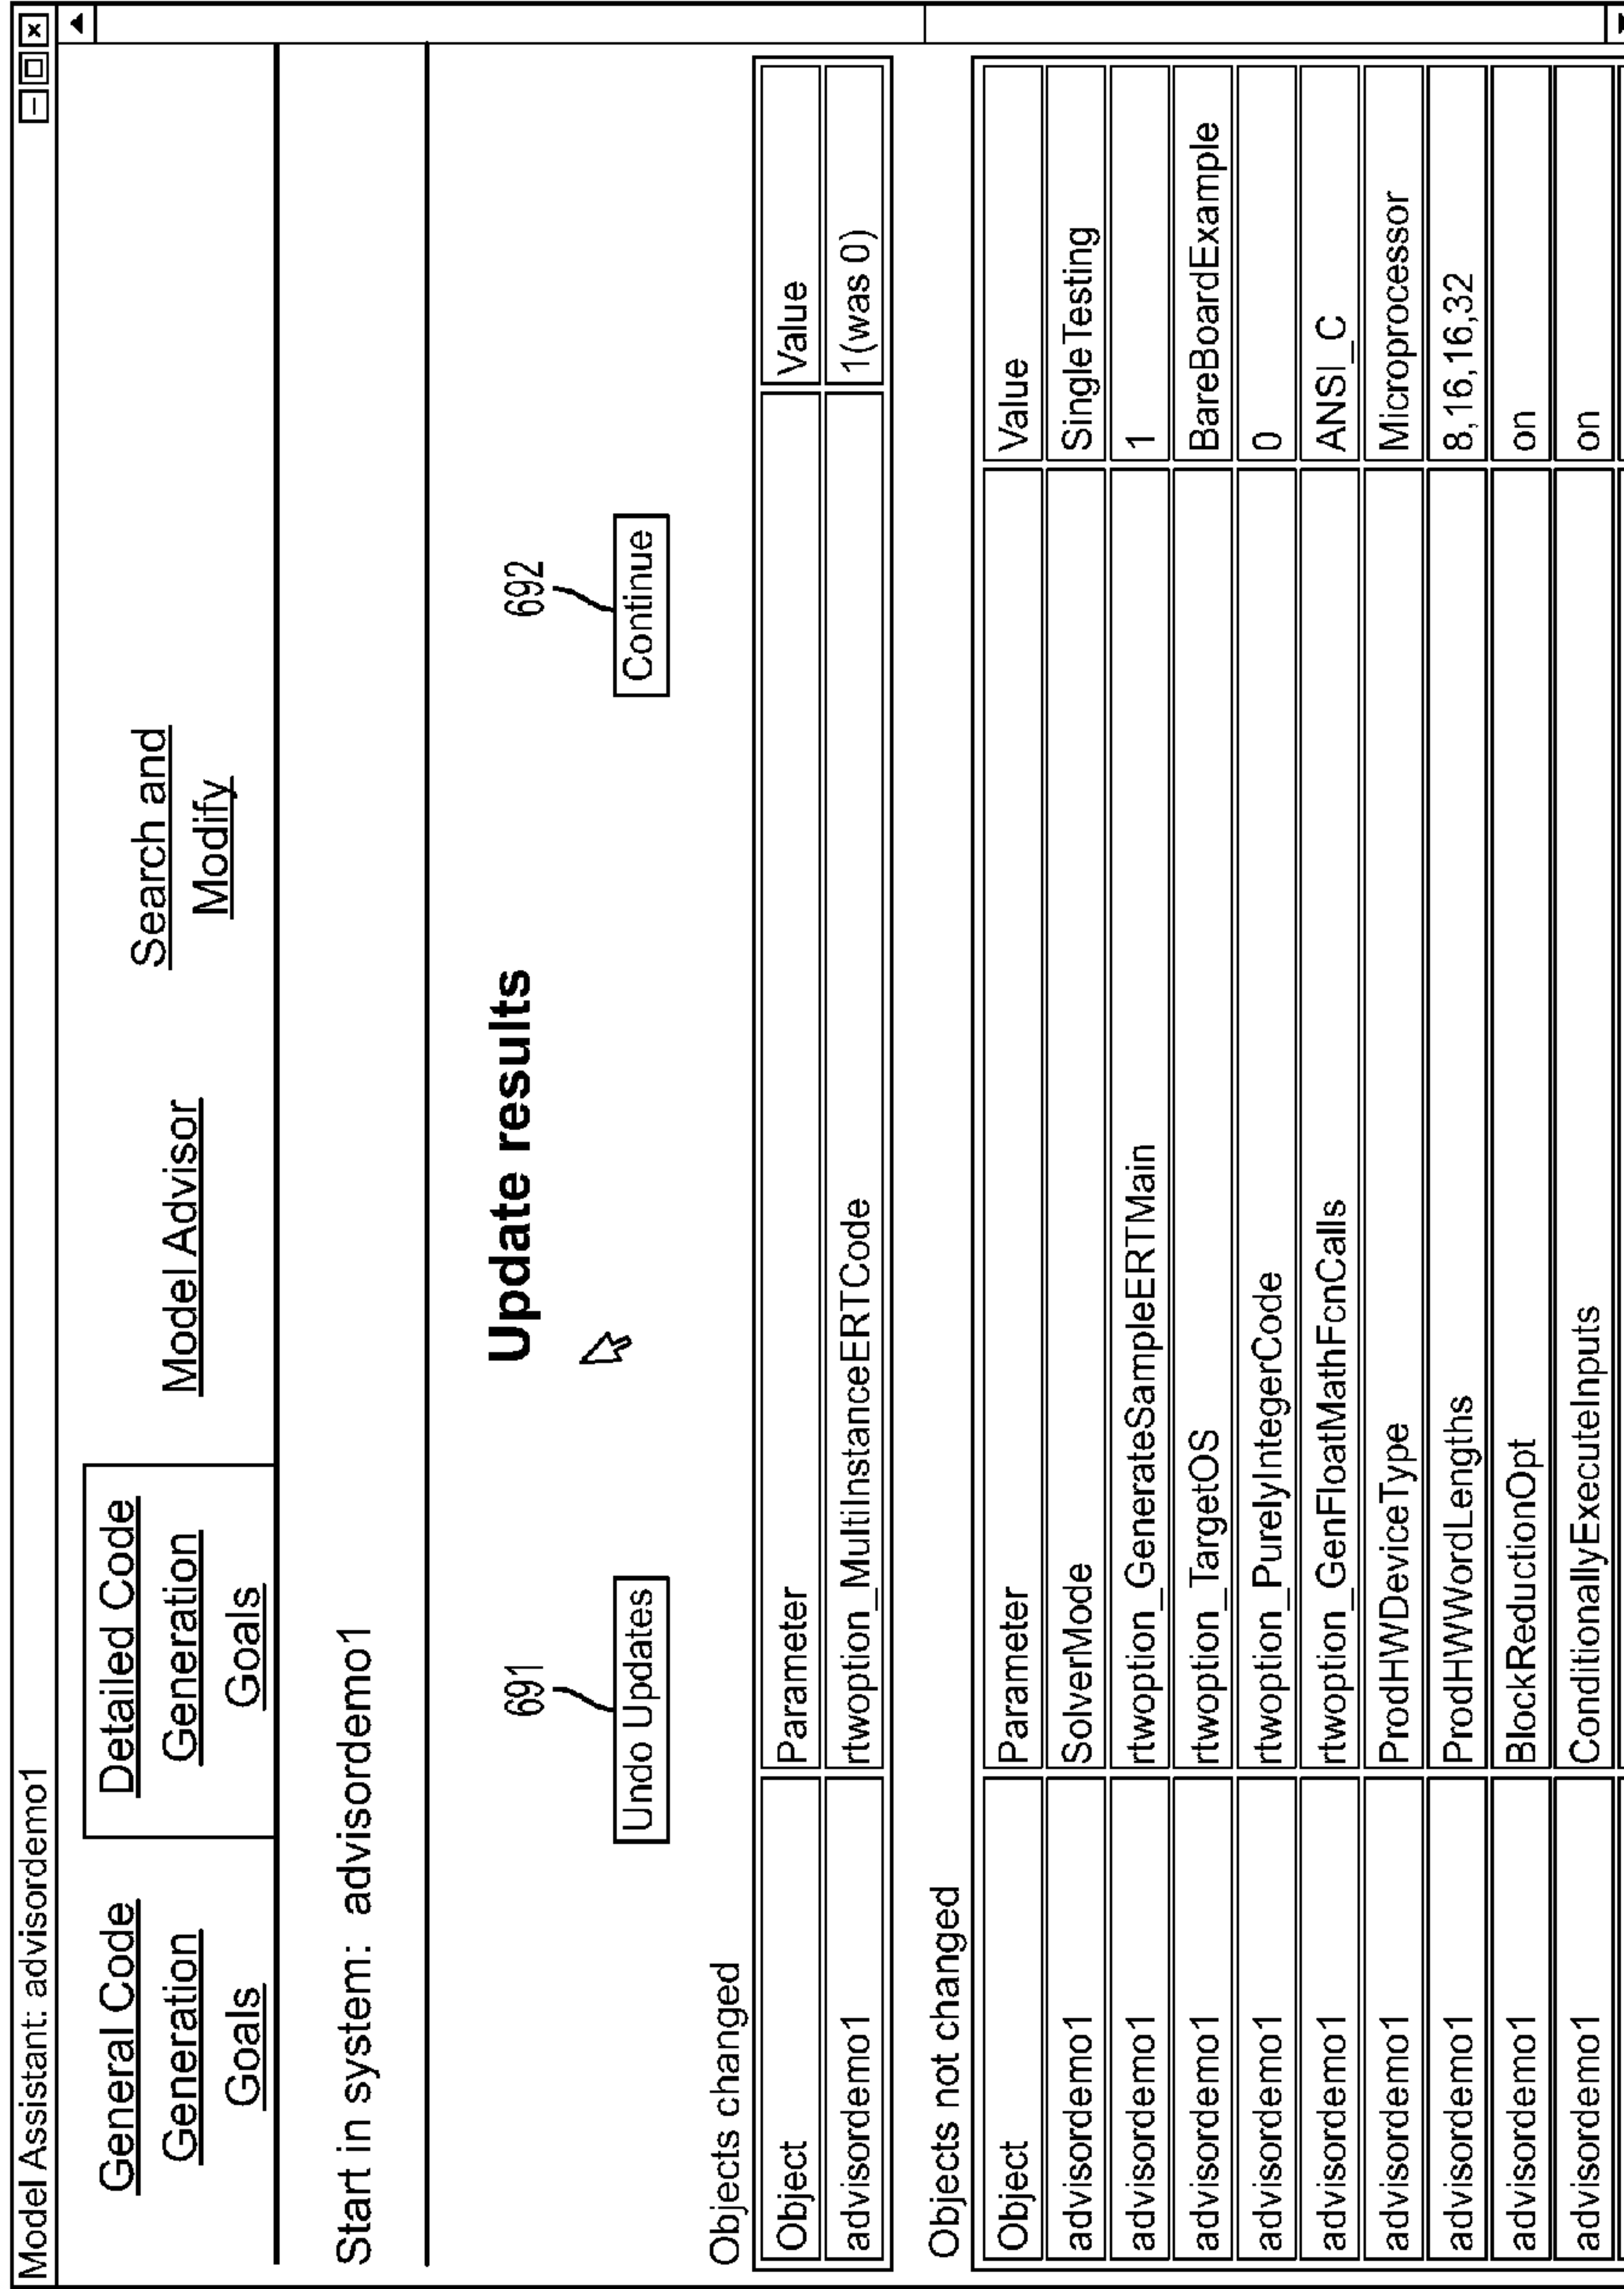 Model Assistant: advisordemo1
General Code
Generation
Goals
Detailed Code
Generation
Goals
Model Advisor
Search and
Modify
Start in system: advisordemo1
Update results
691
692
Undo Updates
Continue
Objects changed
Object Parameter Value
advisordemo1 rtwoption_MultiInstanceERTCode 1(was 0)
Objects not changed
Object Parameter Value
advisordemo1 SolverMode SingleTesting
advisordemo1 rtwoption_GenerateSampleERTMain 1
advisordemo1 rtwoption_TargetOS BareBoardExample
advisordemo1 rtwoption_PurelyIntegerCode 0
advisordemo1 rtwoption_GenFloatMathFcnCalls ANSI_C
advisordemo1 ProdHWDeviceType Microprocessor
advisordemo1 ProdHWWordLengths 8,16,16,32
advisordemo1 BlockReductionOpt on
advisordemo1 ConditionallyExecuteInputs on